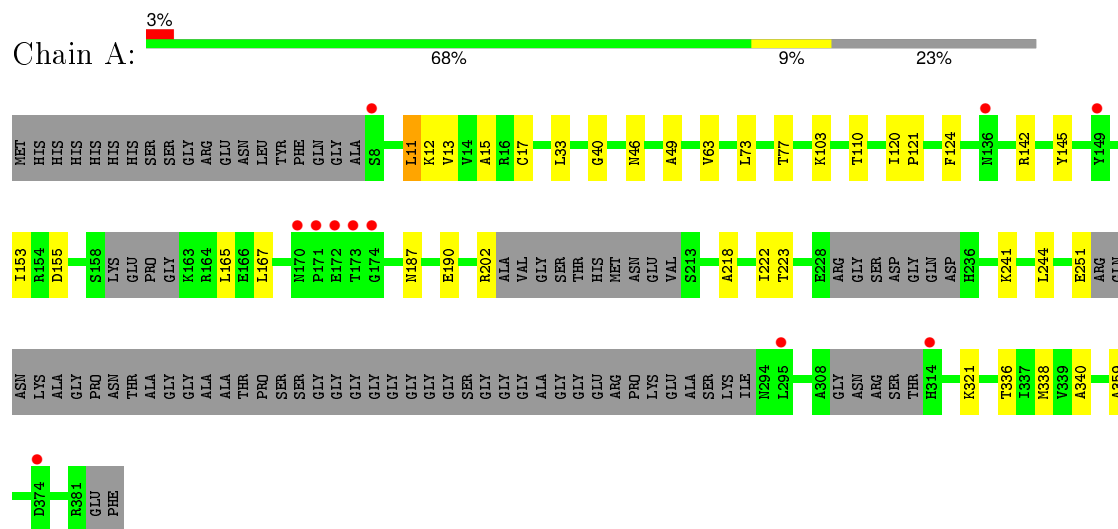 3%
Chain A:
68% 9% 23%
MET HIS HIS HIS HIS HIS HIS SER SER GLY ARG GLU ASN LEU TYR PHE GLN GLY ALA S8 L11 K12 V13 V14 A15 R16 C17 L33 G40 N46 A49 V63 L73 T77 K103 T110 I120 P121 F124 N136 R142 Y145 Y149
I153 R154 D155 S158 LYS GLU PRO GLY K163 R164 L165 E166 L167 N170 P171 E172 T173 G174 N187 E190 R202 ALA VAL GLY SER THR HIS MET ASN GLU VAL S213 A218 I222 T223 E228 ARG GLY SER ASP GLY GLN ASP H236 K241 L244 E251 ARG GLN
ASN LYS ALA GLY PRO ASN THR ALA GLY GLY ALA ALA THR PRO SER SER GLY GLY GLY GLY GLY GLY GLY GLY SER GLY GLY GLY ALA GLY GLY GLU ARG PRO LYS GLU ALA SER LYS ILE N294 L295 A308 GLY ASN ARG SER THR H314 K321 T336 I337 M338 V339 A340 A359
D374 R381 GLU PHE